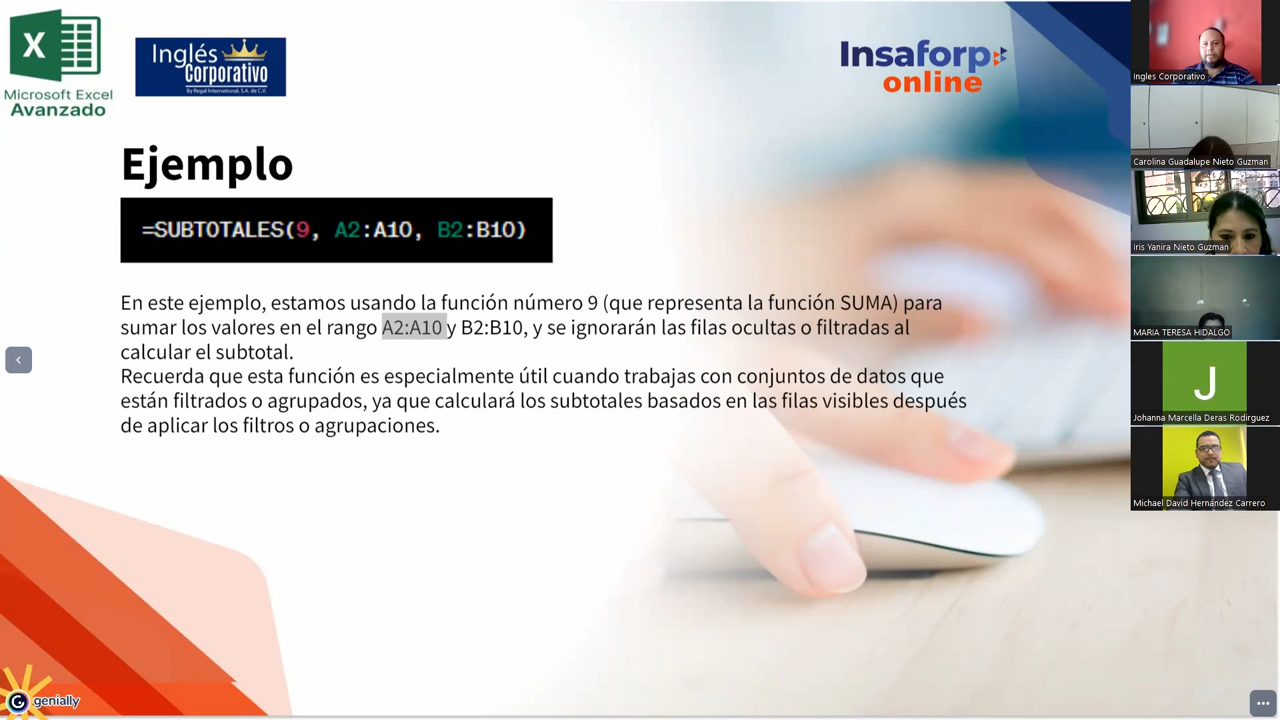 X
Microsoft Excel
Avanzado
Inglés
Corporativo
By Regal International, S.A. de C.V.
Insaforp
online
Ejemplo
=SUBTOTALES(9, A2:A10, B2:B10)
En este ejemplo, estamos usando la función número 9 (que representa la función SUMA) para
sumar los valores en el rango A2:A10 y B2:B10, y se ignorarán las filas ocultas o filtradas al
calcular el subtotal.
Recuerda que esta función es especialmente útil cuando trabajas con conjuntos de datos que
están filtrados o agrupados, ya que calculará los subtotales basados en las filas visibles después
de aplicar los filtros o agrupaciones.
genially
Ingles Corporativo
Carolina Guadalupe Nieto Guzman
Iris Yanira Nieto Guzman
MARIA TERESA HIDALGO
J
Johanna Marcella Deras Rodirguez
Michael David Hernández Carrero